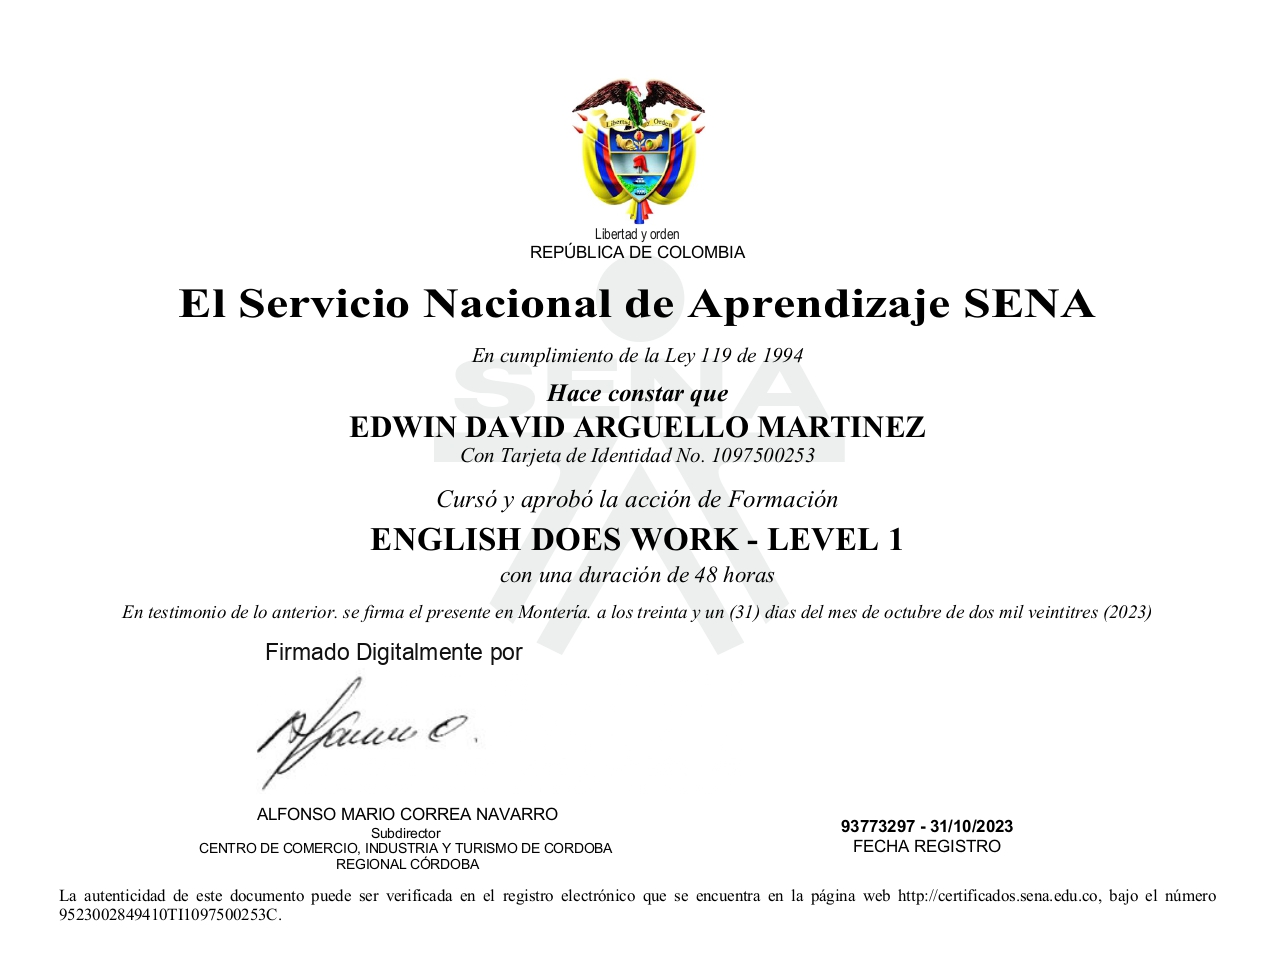 Libertad y Orden
Libertad y orden
REPÚBLICA DE COLOMBIA
El Servicio Nacional de Aprendizaje SENA
En cumplimiento de la Ley 119 de 1994
SENA
Hace constar que
EDWIN DAVID ARGUELLO MARTINEZ
Con Tarjeta de Identidad No. 1097500253
Cursó y aprobó la acción de Formación
ENGLISH DOES WORK - LEVEL 1
con una duración de 48 horas
En testimonio de lo anterior. se firma el presente en Montería. a los treinta y un (31) dias del mes de octubre de dos mil veintitres (2023)
Firmado Digitalmente por
ALFONSO MARIO CORREA NAVARRO
Subdirector
CENTRO DE COMERCIO, INDUSTRIA Y TURISMO DE CORDOBA
REGIONAL CÓRDOBA
93773297 - 31/10/2023
FECHA REGISTRO
La autenticidad de este documento puede ser verificada en el registro electrónico que se encuentra en la página web http://certificados.sena.edu.co, bajo el número
9523002849410TI1097500253C.